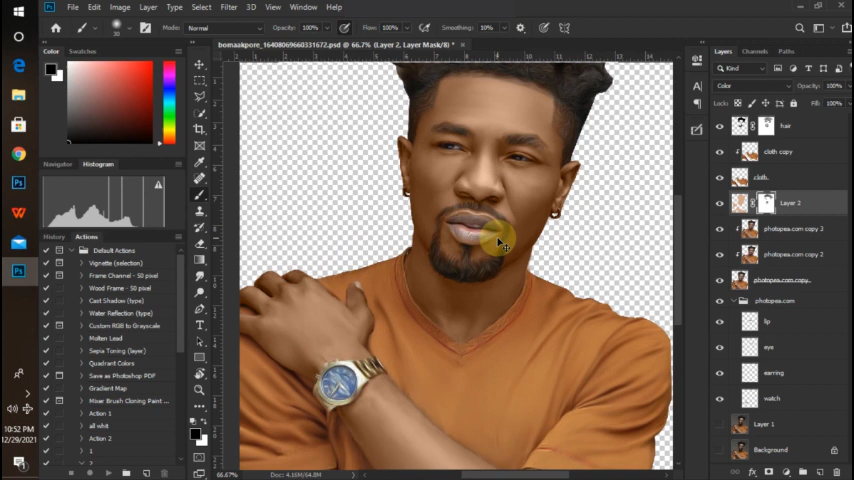 File Edit Image Layer Type Select Filter 3D View Window Help
30 Mode: Normal Opacity: 100% Flow: 100% Smoothing: 10%
bomaakpore_16408069660331672.psd @ 66.7% (Layer 2, Layer Mask/8) *
Color Swatches
Navigator Histogram
History Actions
Default Actions
Vignette (selection)
Frame Channel - 50 pixel
Wood Frame - 50 pixel
Cast Shadow (type)
Water Reflection (type)
Custom RGB to Grayscale
Molten Lead
Sepia Toning (layer)
Quadrant Colors
Save as Photoshop PDF
Gradient Map
Mixer Brush Cloning Paint ...
Action 1
all whit
Action 2
1
2
66.67% Doc: 4.16M/64.8M
Layers Channels Paths
Kind
Color Opacity: 100%
Lock: Fill: 100%
hair
cloth copy
cloth.
Layer 2
photopea.com copy 3
photopea.com copy 2
photopea.com copy.
photopea.com
lip
eye
earring
watch
Layer 1
Background
10:52 PM
12/29/2021